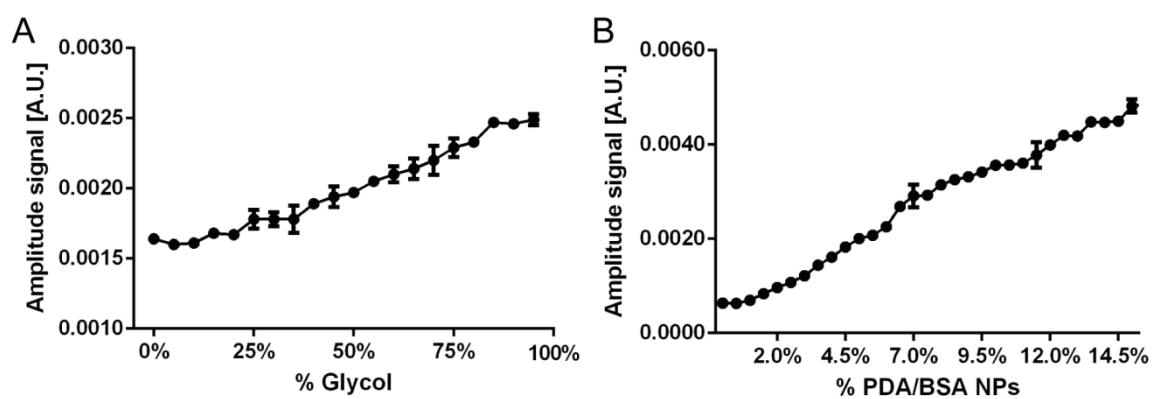 A
Amplitude signal [A.U.]
0.0030
0.0025
0.0020
0.0015
0.0010
0% 25% 50% 75% 100%
% Glycol
B
Amplitude signal [A.U.]
0.0060
0.0040
0.0020
0.0000
2.0% 4.5% 7.0% 9.5% 12.0% 14.5%
% PDA/BSA NPs